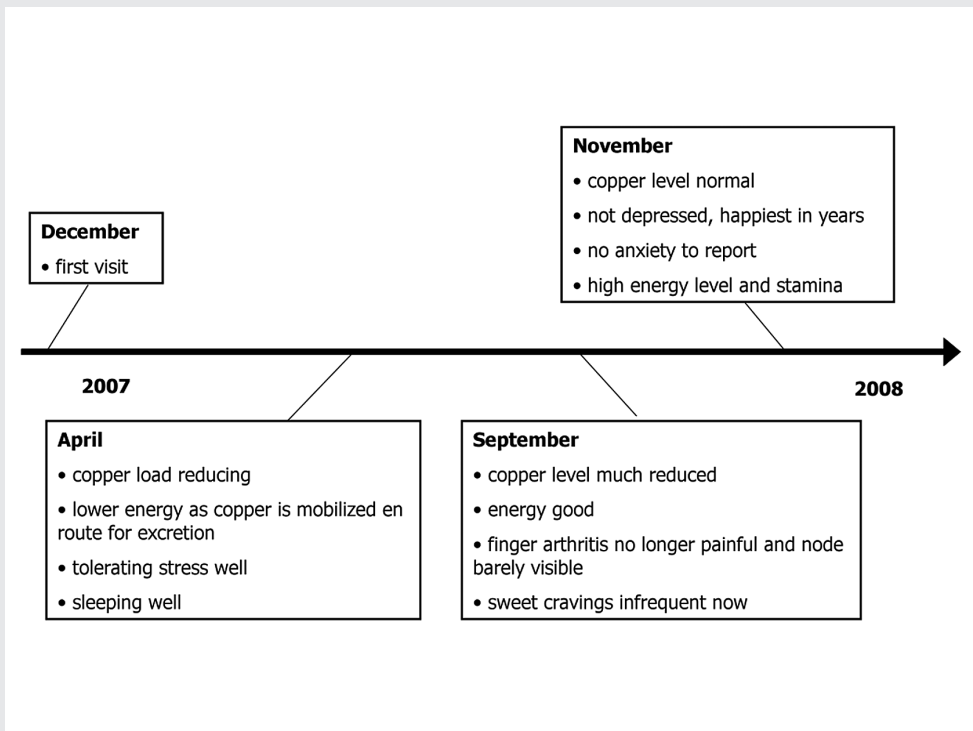 November
• copper level normal
• not depressed, happiest in years
• no anxiety to report
• high energy level and stamina
December
• first visit
2007
2008
April
• copper load reducing
• lower energy as copper is mobilized en
route for excretion
• tolerating stress well
• sleeping well
September
• copper level much reduced
• energy good
• finger arthritis no longer painful and node
barely visible
• sweet cravings infrequent now